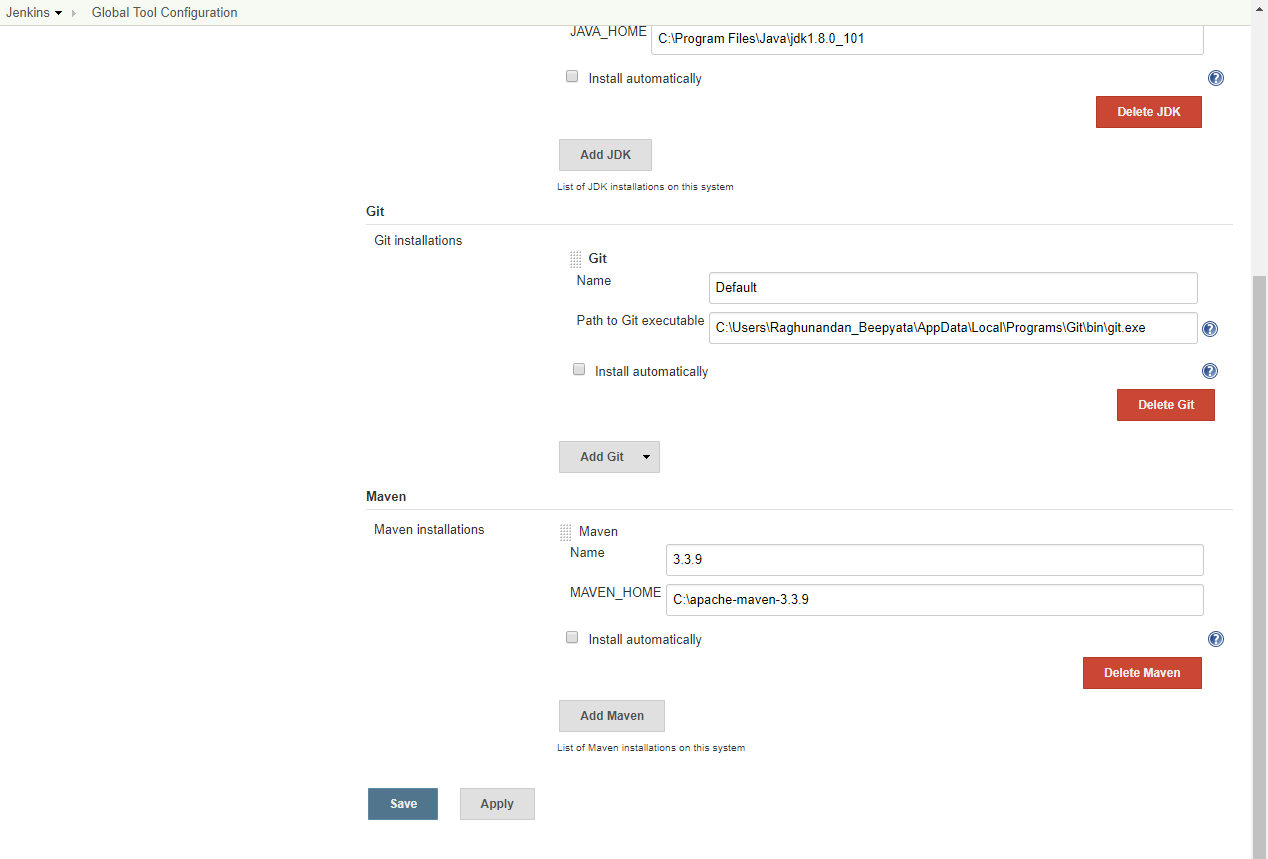 Jenkins Global Tool Configuration
JAVA_HOME C:\Program Files\Java\jdk1.8.0_101
Install automatically
Delete JDK
Add JDK
List of JDK installations on this system
Git
Git installations
Git
Name Default
Path to Git executable C:\Users\Raghunandan_Beepyata\AppData\Local\Programs\Git\bin\git.exe
Install automatically
Delete Git
Add Git
Maven
Maven installations
Maven
Name 3.3.9
MAVEN_HOME C:\apache-maven-3.3.9
Install automatically
Delete Maven
Add Maven
List of Maven installations on this system
Save Apply